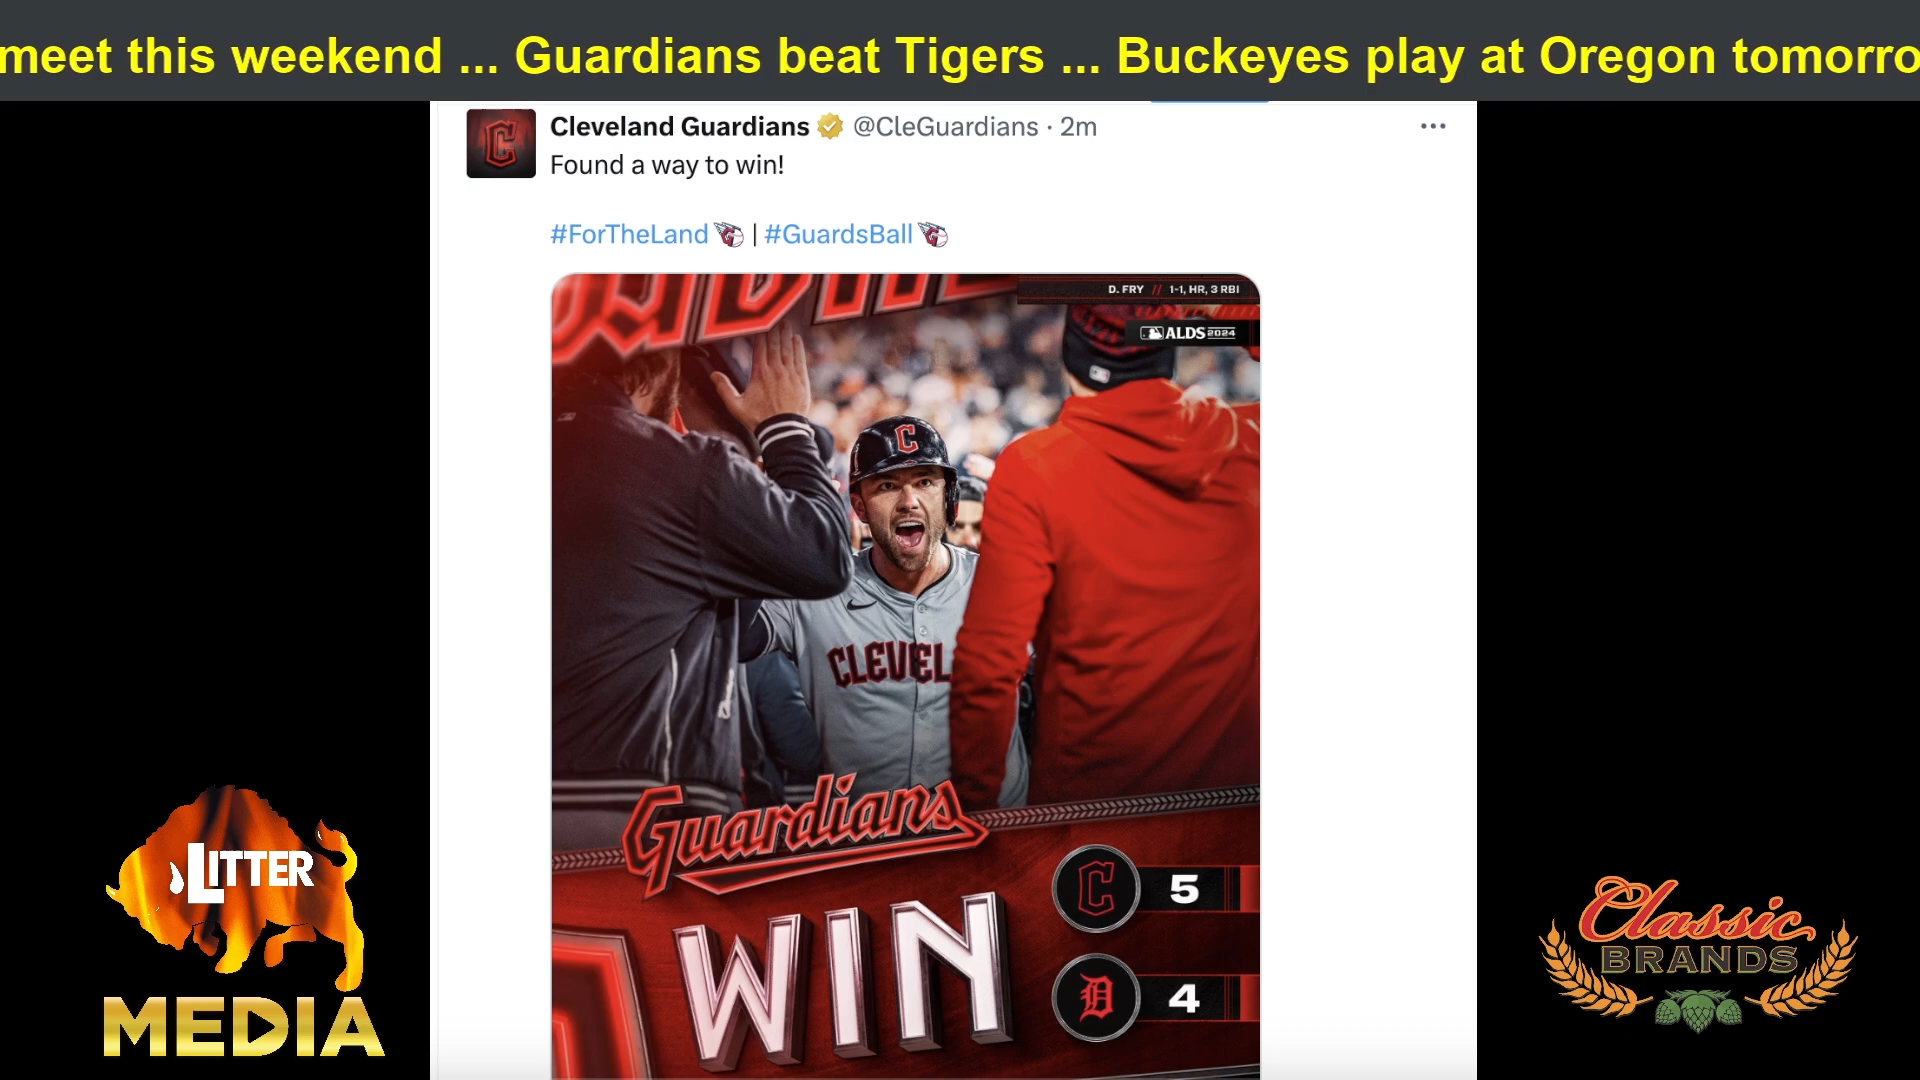 meet this weekend ... Guardians beat Tigers ... Buckeyes play at Oregon tomorro
Cleveland Guardians @CleGuardians · 2m
Found a way to win!
#ForTheLand | #GuardsBall
D. FRY // 1-1, HR, 3 RBI
ALDS 2024
C
CLEVEL
Guardians
WIN
C 5
D 4
LITTER
MEDIA
Classic
BRANDS